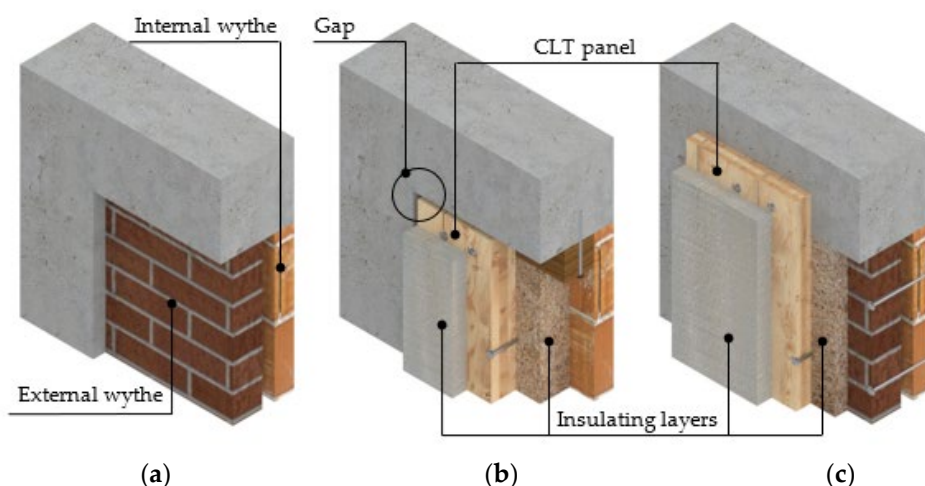 Internal wythe
Gap
CLT panel
External wythe
Insulating layers
(a)
(b)
(c)